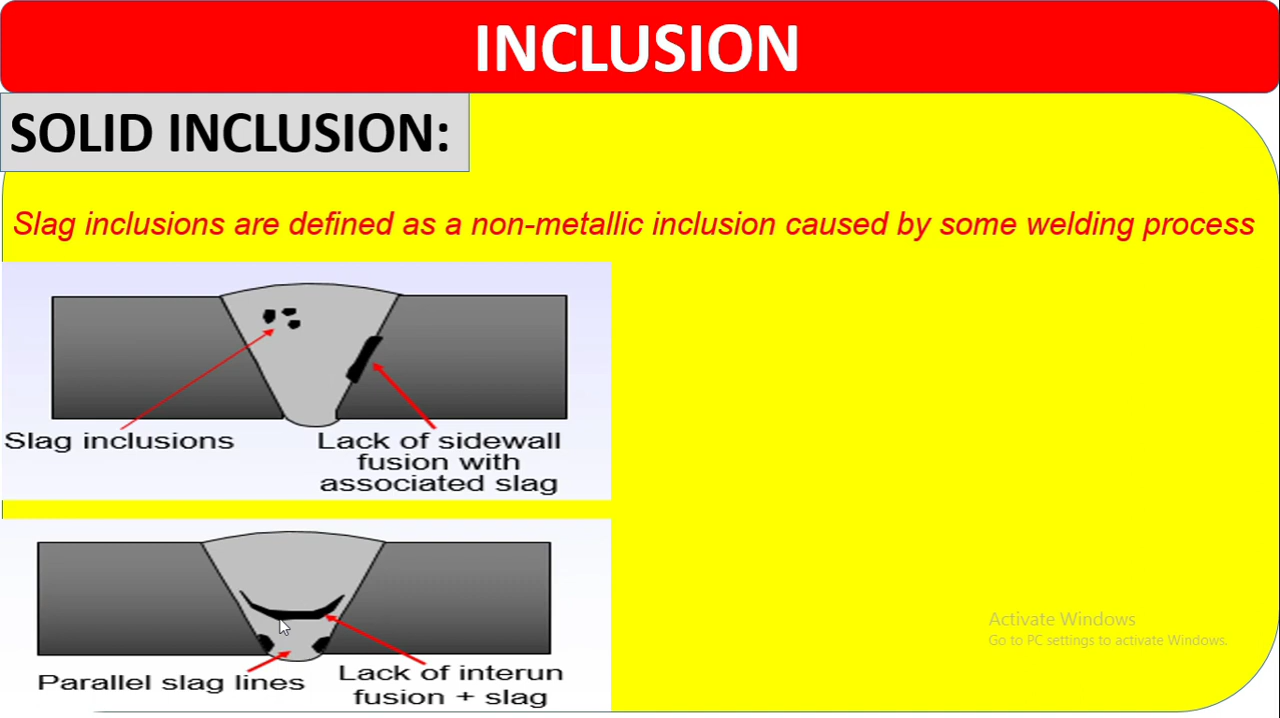 INCLUSION
SOLID INCLUSION:
Slag inclusions are defined as a non-metallic inclusion caused by some welding process
Slag inclusions
Lack of sidewall
fusion with
associated slag
Parallel slag lines
Lack of interun
fusion + slag
Activate Windows
Go to PC settings to activate Windows.